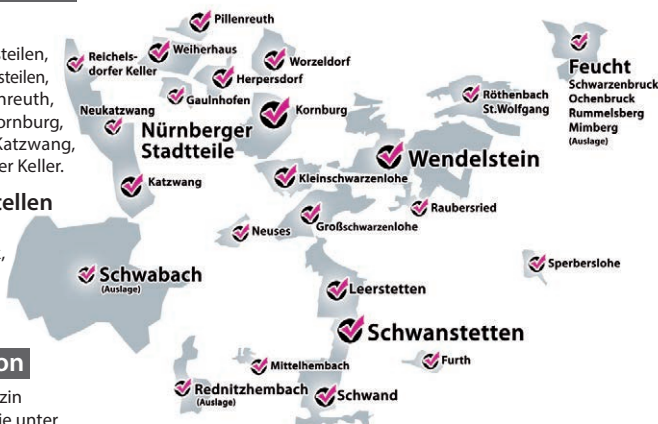 steilen,
steilen,
nreuth,
ornburg,
Katzwang,
er Keller.
tellen
on
zin
ie unter
Pillenreuth
Reichels-
dorfer Keller
Weiherhaus
Worzeldorf
Herpersdorf
Gaulnhofen
Neukatzwang
Kornburg
Nürnberger
Stadtteile
Katzwang
Röthenbach
St.Wolfgang
Feucht
Schwarzenbruck
Ochenbruck
Rummelsberg
Mimberg
(Auslage)
Wendelstein
Kleinschwarzenlohe
Raubersried
Großschwarzenlohe
Neuses
Sperberslohe
Schwabach
(Auslage)
Leerstetten
Schwanstetten
Furth
Mittelhembach
Rednitzhembach
(Auslage)
Schwand